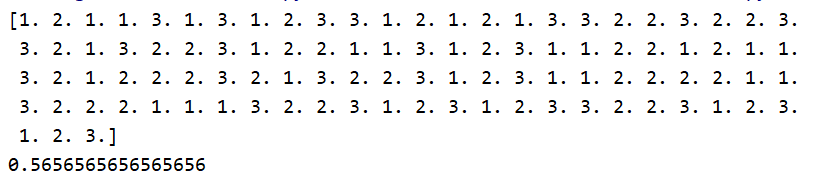 [1. 2. 1. 1. 3. 1. 3. 1. 2. 3. 3. 1. 2. 1. 2. 1. 3. 3. 2. 2. 3. 2. 2. 3.
3. 2. 1. 3. 2. 2. 3. 1. 2. 2. 1. 1. 3. 1. 2. 3. 1. 1. 2. 2. 1. 2. 1. 1.
3. 2. 1. 2. 2. 2. 3. 2. 1. 3. 2. 2. 3. 1. 2. 3. 1. 1. 2. 2. 2. 2. 1. 1.
3. 2. 2. 2. 1. 1. 1. 3. 2. 2. 3. 1. 2. 3. 1. 2. 3. 3. 2. 2. 3. 1. 2. 3.
1. 2. 3.]
0.5656565656565656